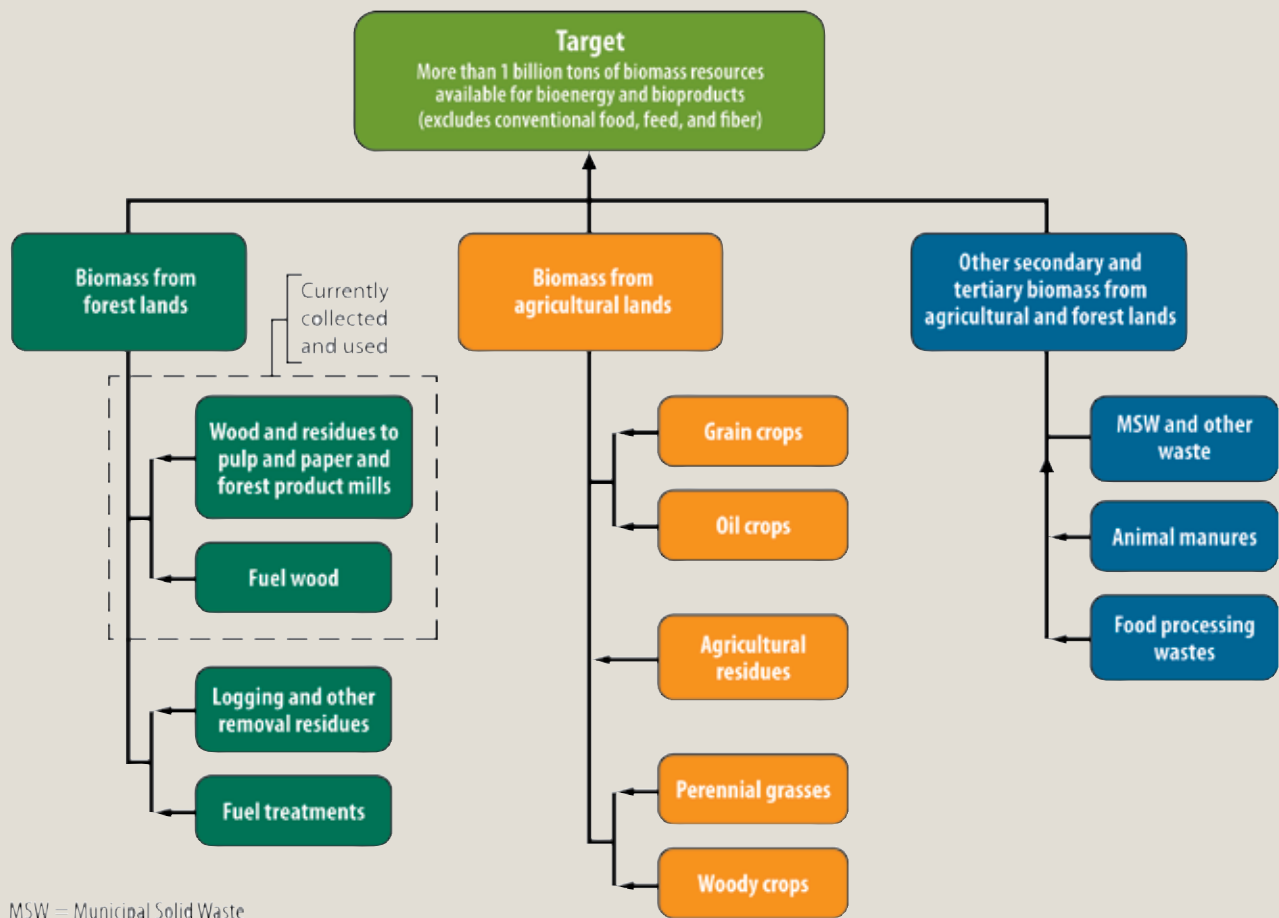 Target
More than 1 billion tons of biomass resources
available for bioenergy and bioproducts
(excludes conventional food, feed, and fiber)
Biomass from
forest lands
Currently
collected
and used
Wood and residues to
pulp and paper and
forest product mills
Fuel wood
Logging and other
removal residues
Fuel treatments
Biomass from
agricultural lands
Grain crops
Oil crops
Agricultural
residues
Perennial grasses
Woody crops
Other secondary and
tertiary biomass from
agricultural and forest lands
MSW and other
waste
Animal manures
Food processing
wastes
MSW = Municipal Solid Waste